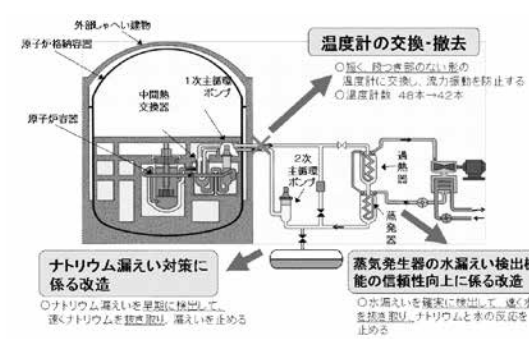 外部しゃへい建物
原子炉格納容器
原子炉容器
中間熱
交換器
1次主循環
ポンプ
2次
主循環
ポンプ
過熱器
蒸発器
温度計の交換・撤去
○短く、段つき部のない形の
温度計に交換し、流力振動を防止する
○温度計数 48本→42本
ナトリウム漏えい対策に
係る改造
○ナトリウム漏えいを早期に検出して、
速くナトリウムを抜き取り、漏えいを止める
蒸気発生器の水漏えい検出機
能の信頼性向上に係る改造
○水漏えいを確実に検出して、速く水
を抜き取り、ナトリウムと水の反応を
止める